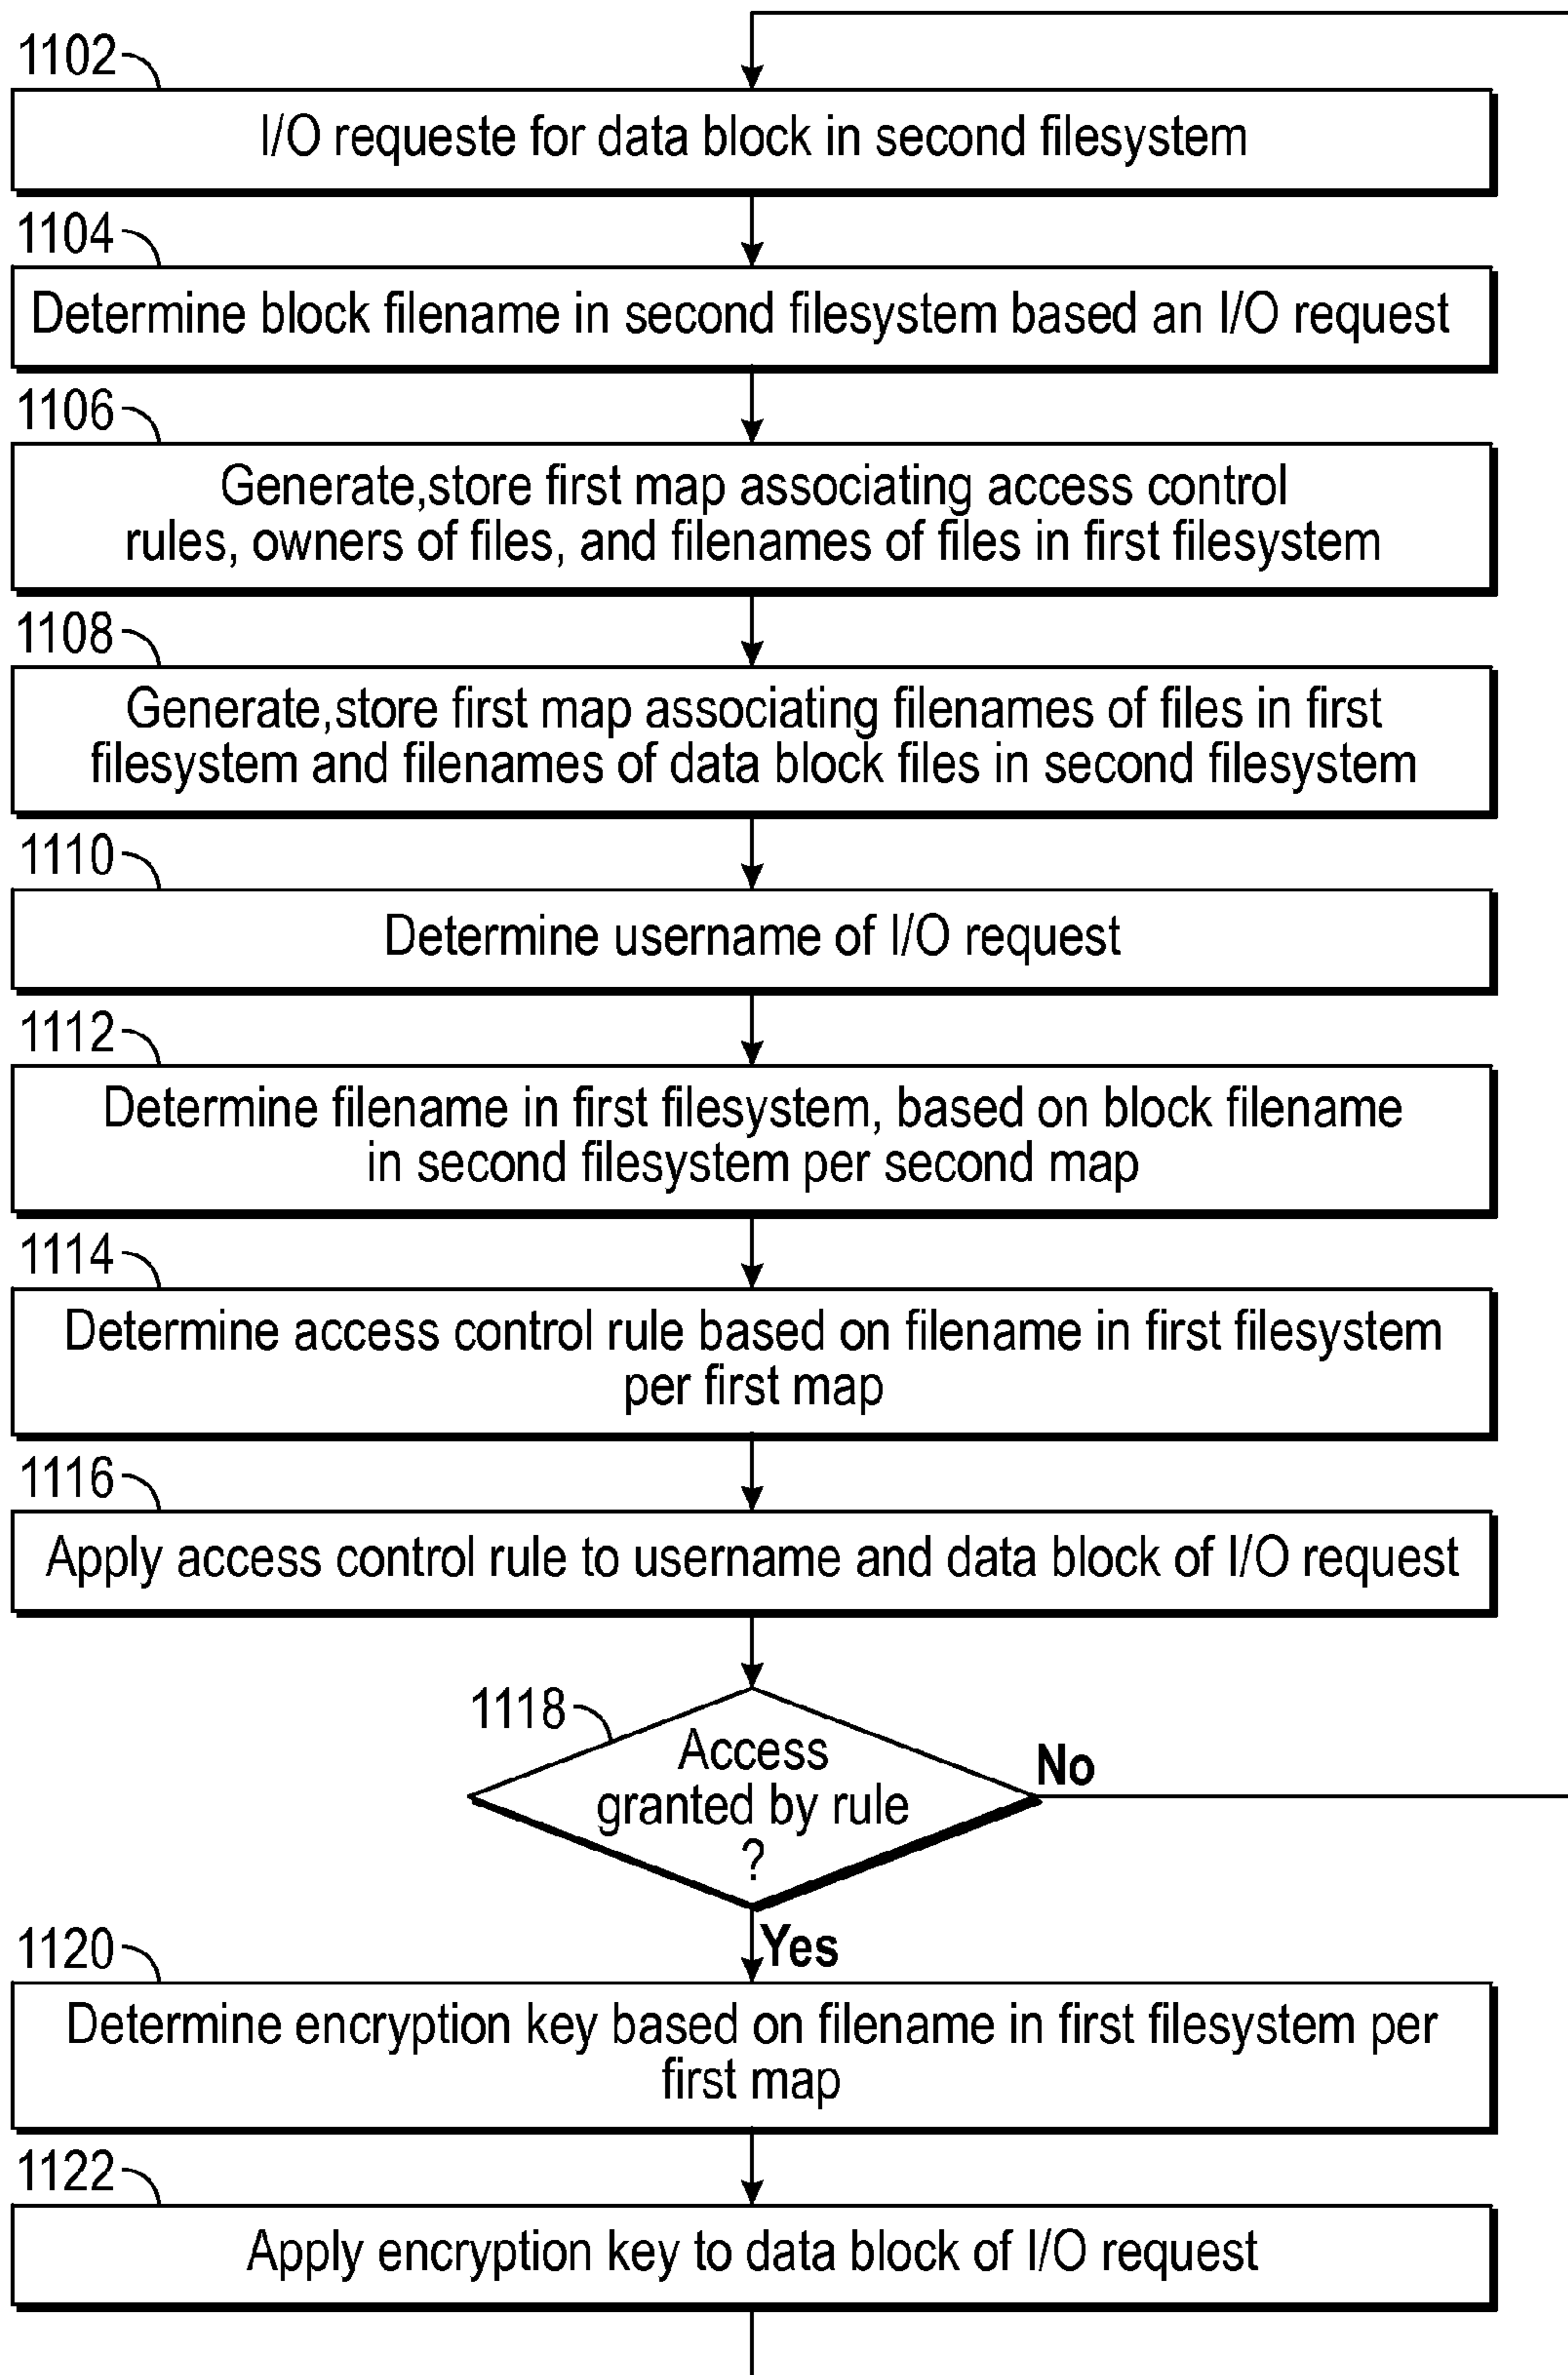 1102
I/O requeste for data block in second filesystem
1104
Determine block filename in second filesystem based an I/O request
1106
Generate,store first map associating access control
rules, owners of files, and filenames of files in first filesystem
1108
Generate,store first map associating filenames of files in first
filesystem and filenames of data block files in second filesystem
1110
Determine username of I/O request
1112
Determine filename in first filesystem, based on block filename
in second filesystem per second map
1114
Determine access control rule based on filename in first filesystem
per first map
1116
Apply access control rule to username and data block of I/O request
1118
Access
granted by rule
?
No
Yes
1120
Determine encryption key based on filename in first filesystem per
first map
1122
Apply encryption key to data block of I/O request